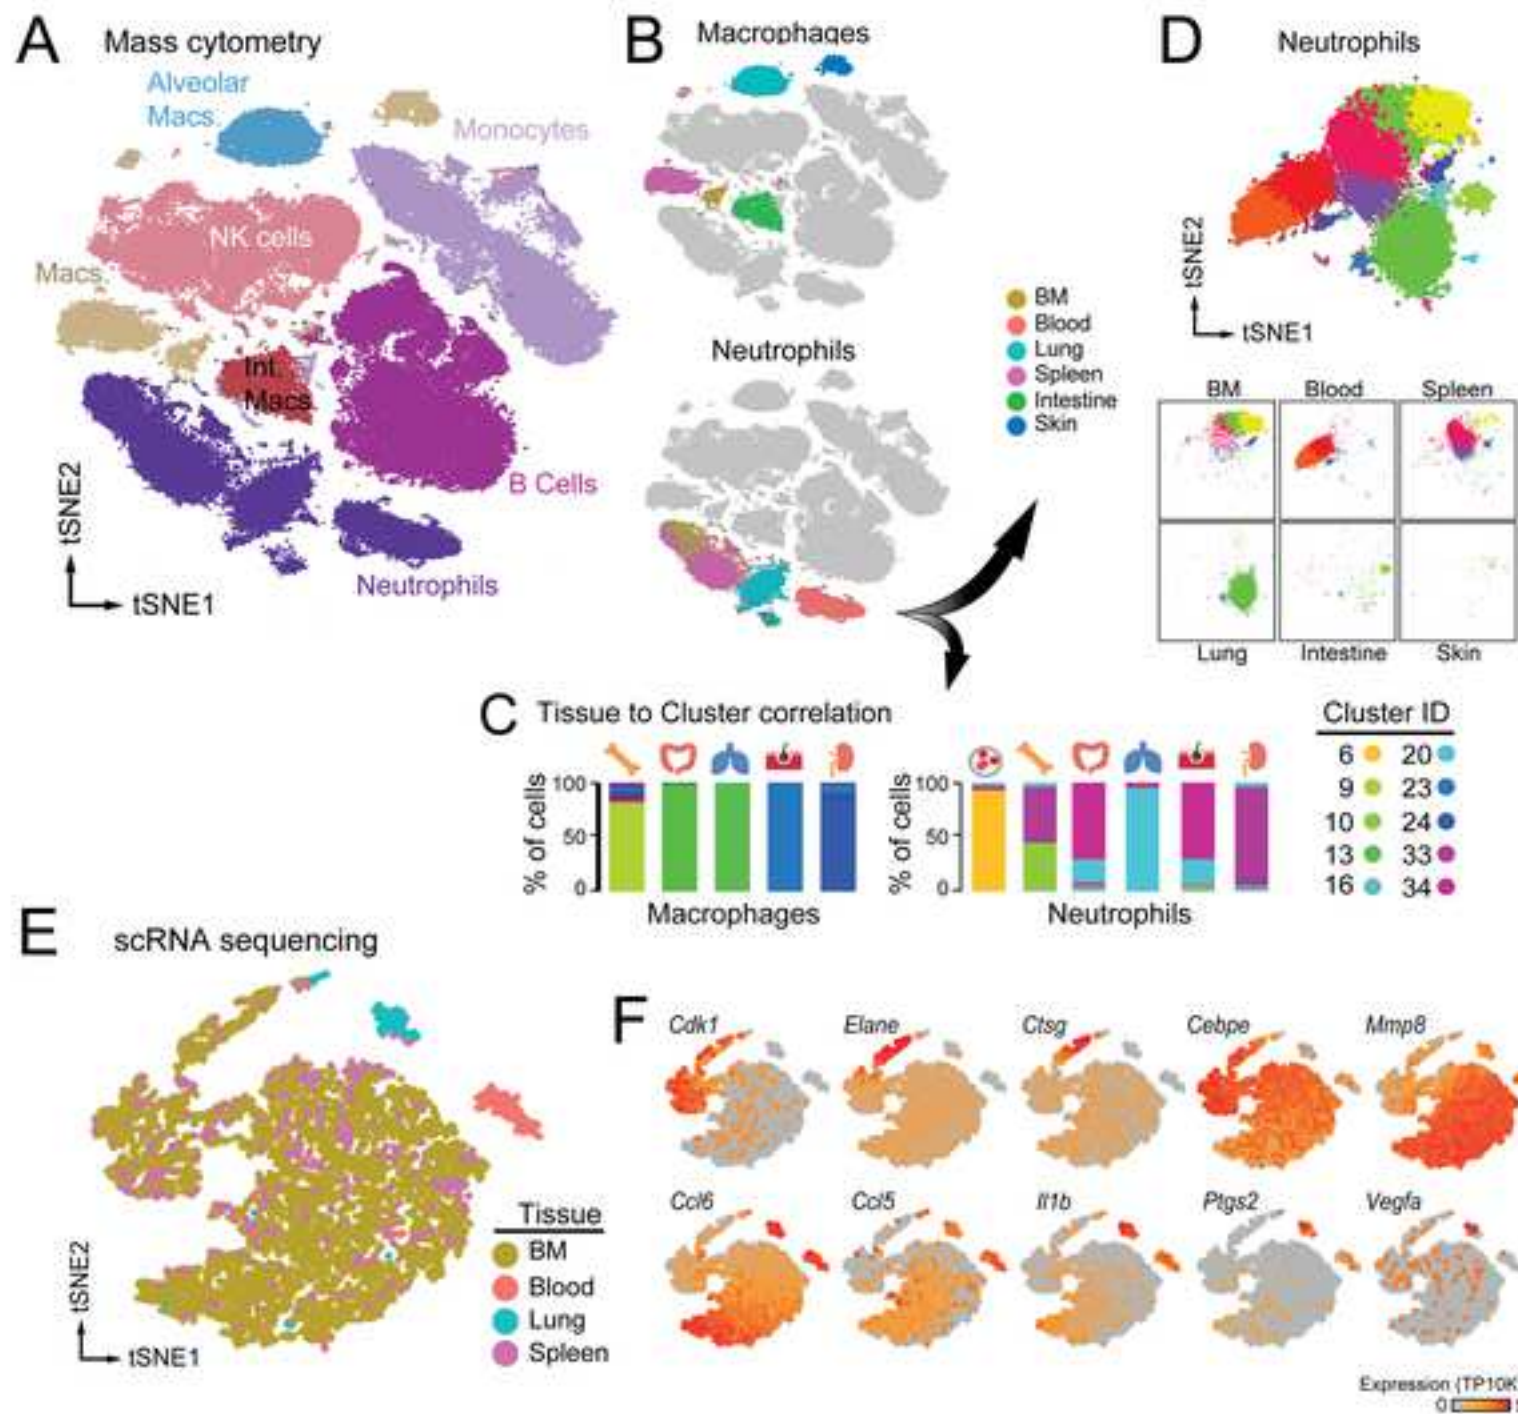 A
Mass cytometry
Alveolar
Macs.
Monocytes
NK cells
Macs.
Int.
Macs
B Cells
Neutrophils
tSNE2
tSNE1
B
Macrophages
Neutrophils
BM
Blood
Lung
Spleen
Intestine
Skin
D
Neutrophils
tSNE2
tSNE1
BM Blood Spleen
Lung Intestine Skin
C
Tissue to Cluster correlation
% of cells
100
50
0
Macrophages
% of cells
100
50
0
Neutrophils
Cluster ID
6 20
9 23
10 24
13 33
16 34
E
scRNA sequencing
tSNE2
tSNE1
Tissue
BM
Blood
Lung
Spleen
F
Cdk1 Elane Ctsg Cebpe Mmp8
Ccl6 Ccl5 Il1b Ptgs2 Vegfa
Expression (TP10K
0